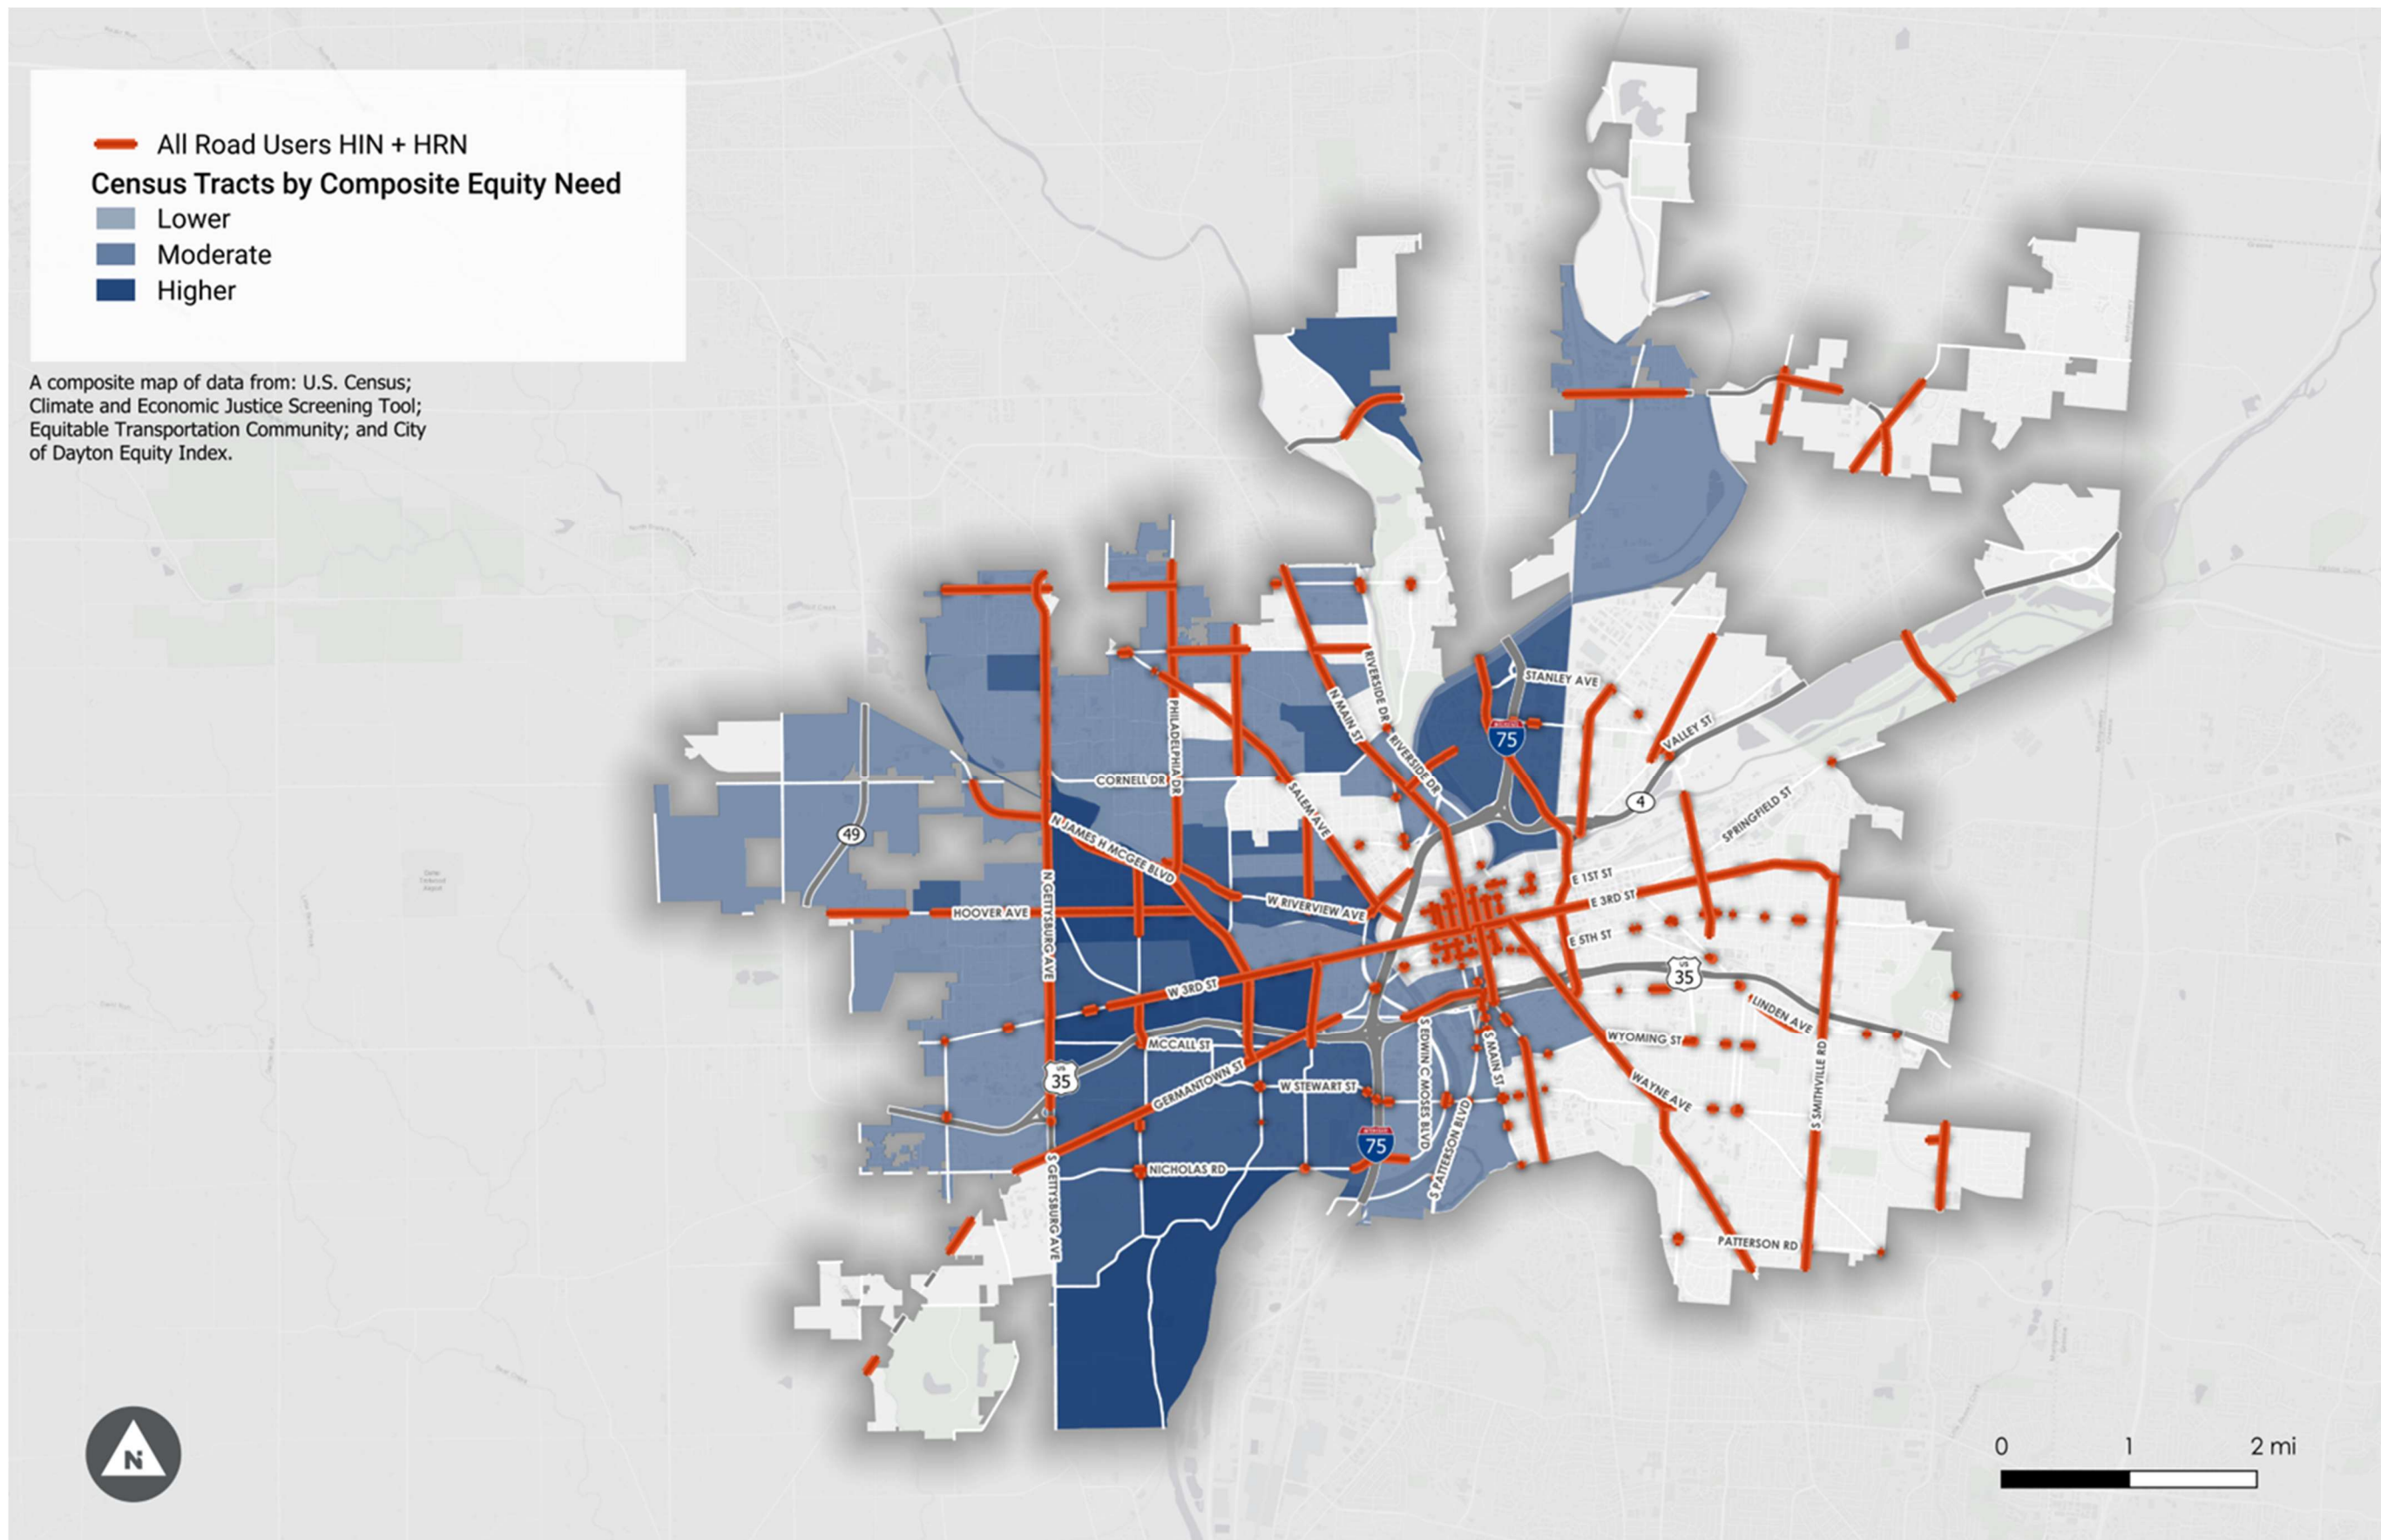 All Road Users HIN + HRN
Census Tracts by Composite Equity Need
Lower
Moderate
Higher
A composite map of data from: U.S. Census;
Climate and Economic Justice Screening Tool;
Equitable Transportation Community; and City
of Dayton Equity Index.
STANLEY AVE
RIVERSIDE DR
N MAIN ST
PHILADELPHIA DR
75
VALLEY ST
RIVERSIDE DR
CORNELL DR
SALEM AVE
4
SPRINGFIELD ST
49
N JAMES H MCGEE BLVD
E 1ST ST
HOOVER AVE
N GETTYSBURG AVE
W RIVERVIEW AVE
E 3RD ST
E 5TH ST
US
35
W 3RD ST
LINDEN AVE
MCCALL ST
WYOMING ST
S MAIN ST
S EDWIN C MOSES BLVD
US
35
GERMANTOWN ST
W STEWART ST
WAYNE AVE
S SMITHVILLE RD
75
S PATTERSON BLVD
NICHOLAS RD
S GETTYSBURG AVE
PATTERSON RD
N
0 1 2 mi